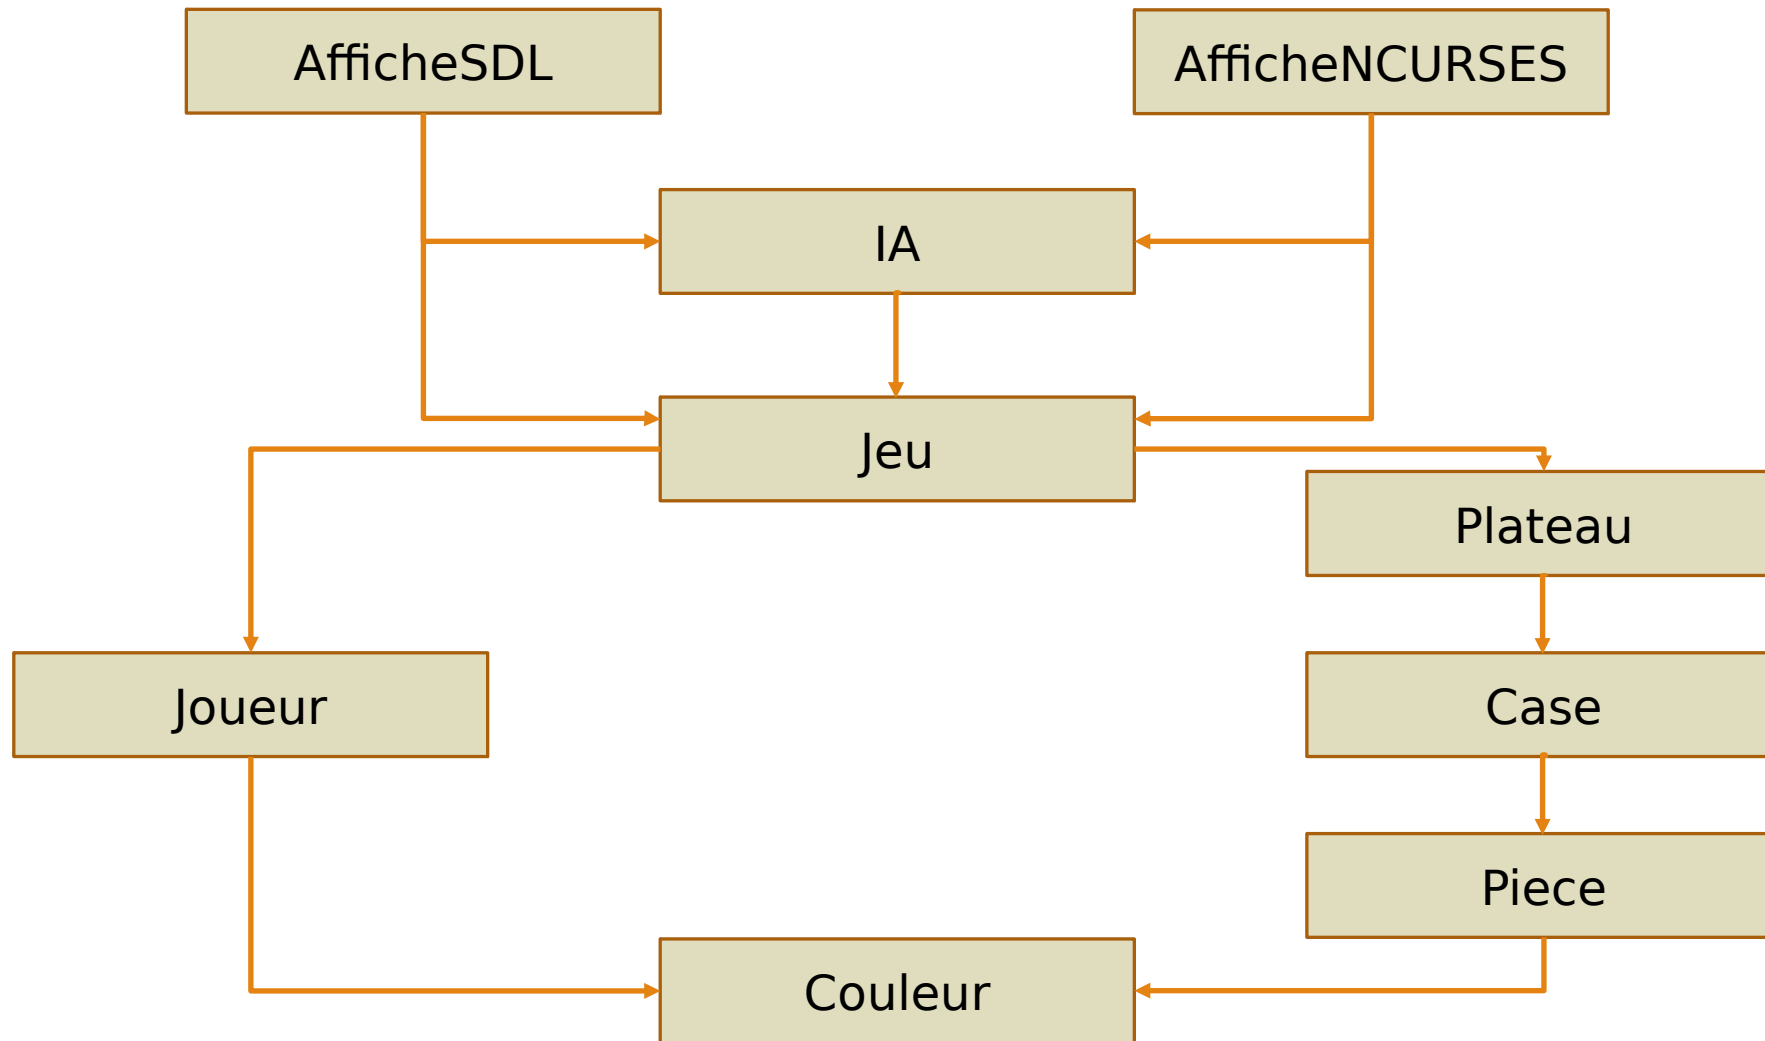 AfficheSDL
AfficheNCURSES
IA
Jeu
Plateau
Joueur
Case
Piece
Couleur